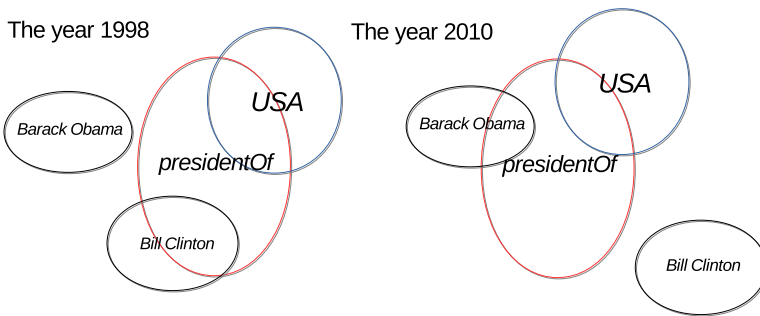 The year 1998
USA
Barack Obama
presidentOf
Bill Clinton
The year 2010
USA
Barack Obama
presidentOf
Bill Clinton